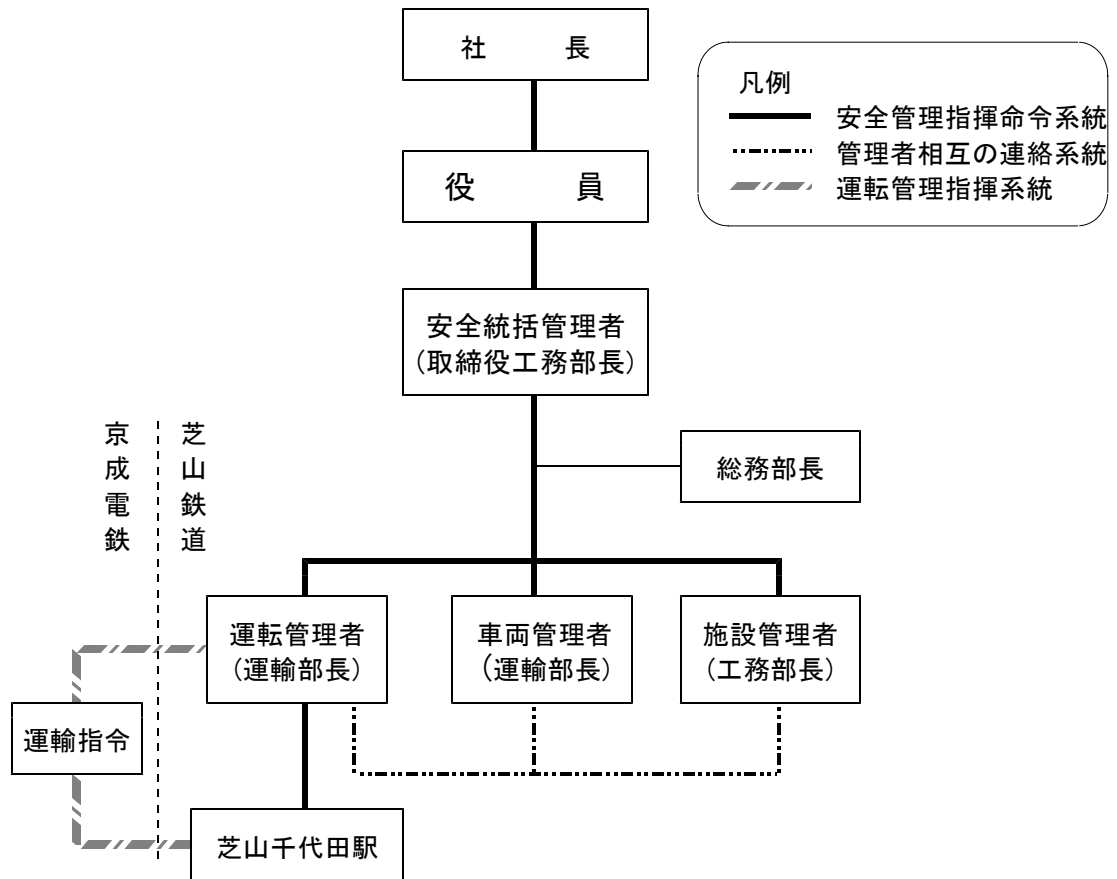 社　長
凡例
安全管理指揮命令系統
管理者相互の連絡系統
運転管理指揮系統
役　員
安全統括管理者
（取締役工務部長）
京成電鉄
芝山鉄道
総務部長
運転管理者
（運輸部長）
車両管理者
（運輸部長）
施設管理者
（工務部長）
運輸指令
芝山千代田駅